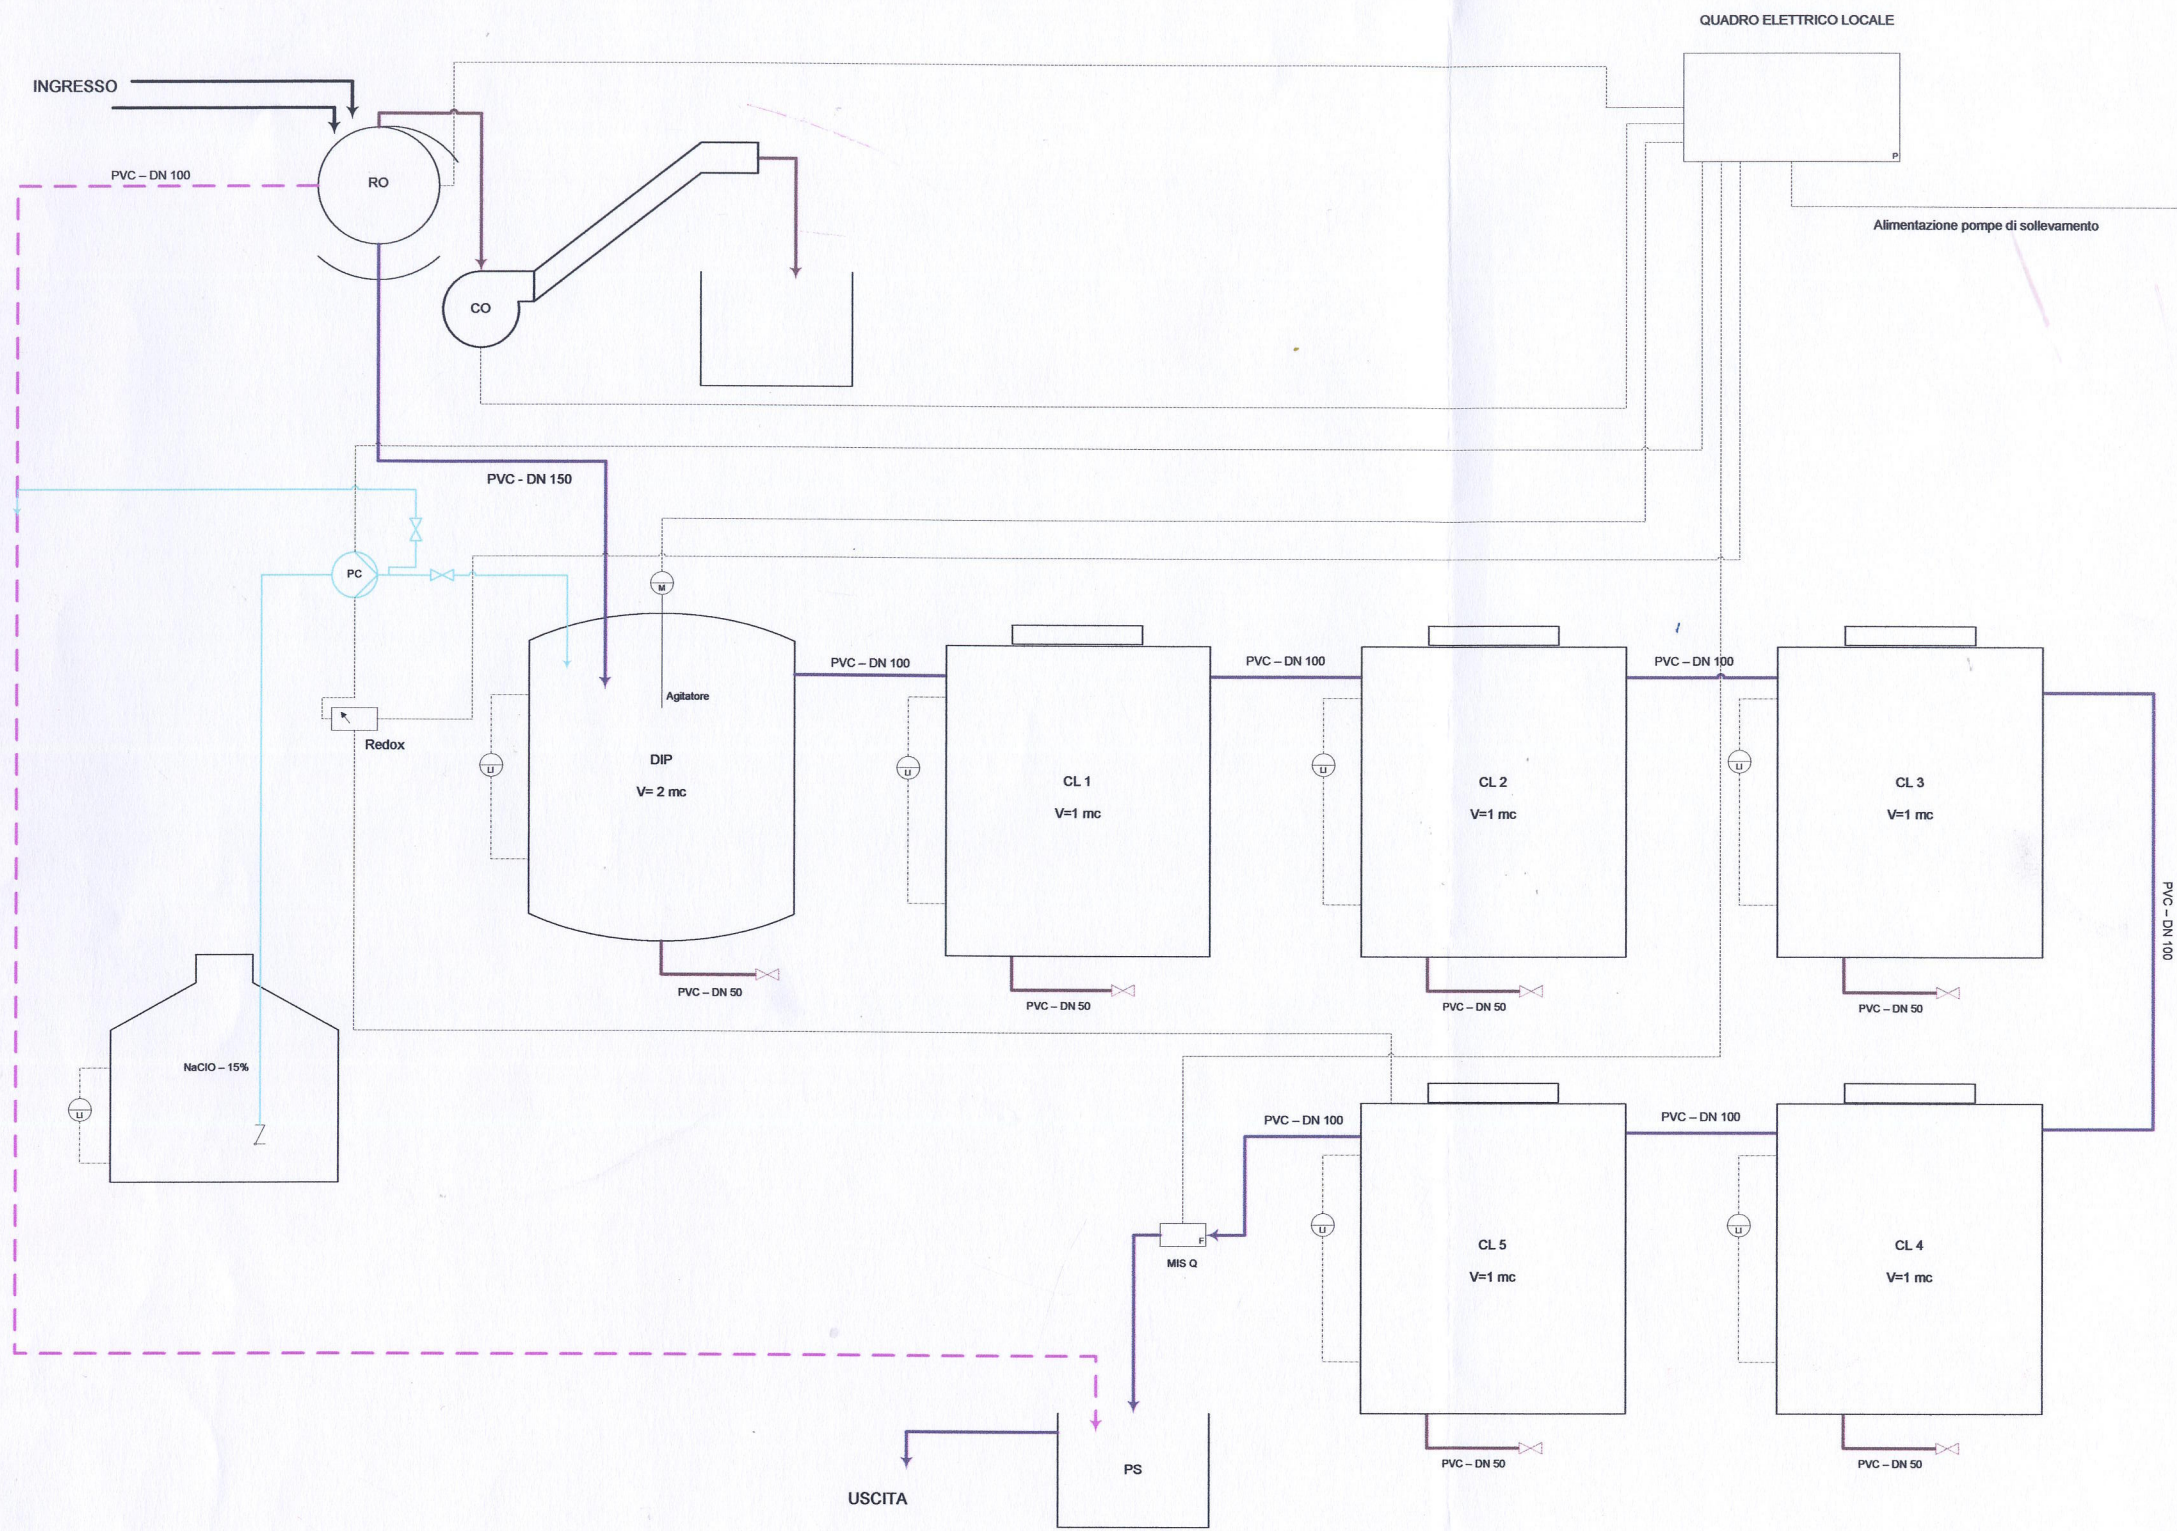 QUADRO ELETTRICO LOCALE
INGRESSO
P
PVC – DN 100
RO
Alimentazione pompe di sollevamento
CO
PVC - DN 150
PC
M
Agitatore
PVC – DN 100
PVC – DN 100
PVC – DN 100
Redox
LI
DIP
V= 2 mc
LI
CL 1
V=1 mc
LI
CL 2
V=1 mc
LI
CL 3
V=1 mc
PVC – DN 100
PVC – DN 50
PVC – DN 50
PVC – DN 50
PVC – DN 50
NaClO – 15%
LI
PVC – DN 100
PVC – DN 100
F
MIS Q
LI
CL 5
V=1 mc
LI
CL 4
V=1 mc
PVC – DN 50
PVC – DN 50
PS
USCITA